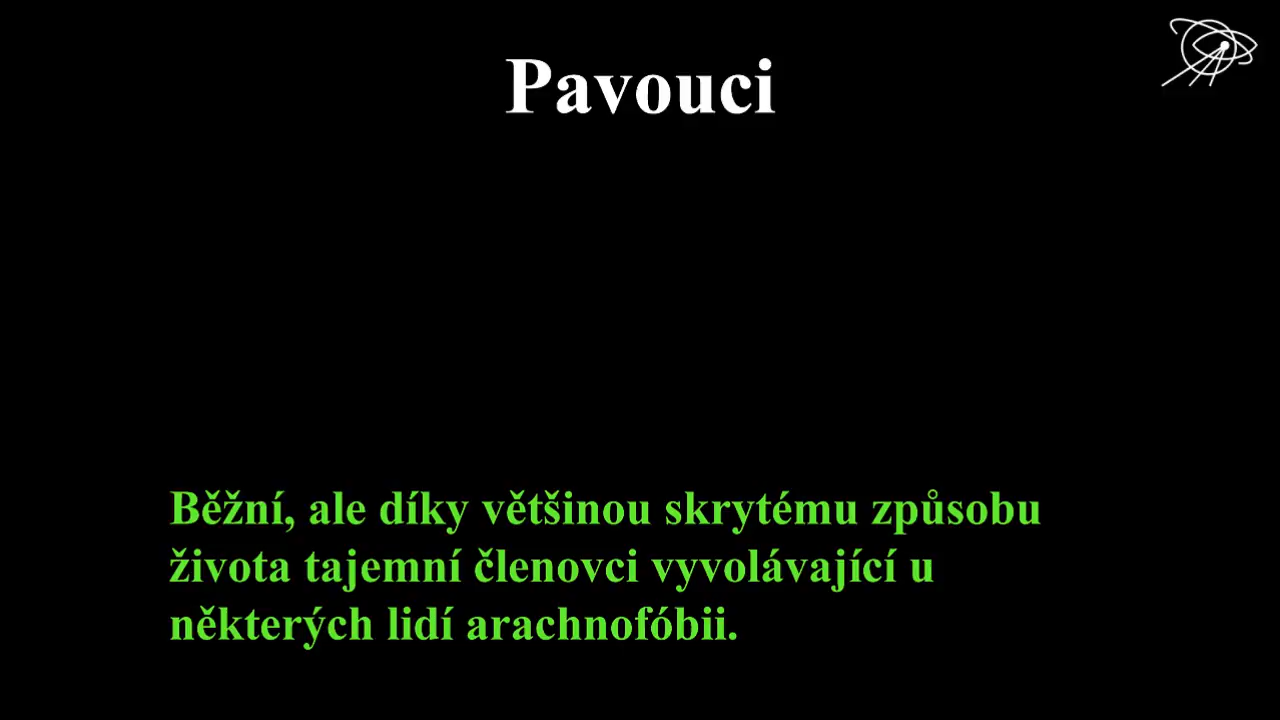 Pavouci
Běžní, ale díky většinou skrytému způsobu
života tajemní členovci vyvolávající u
některých lidí arachnofóbii.